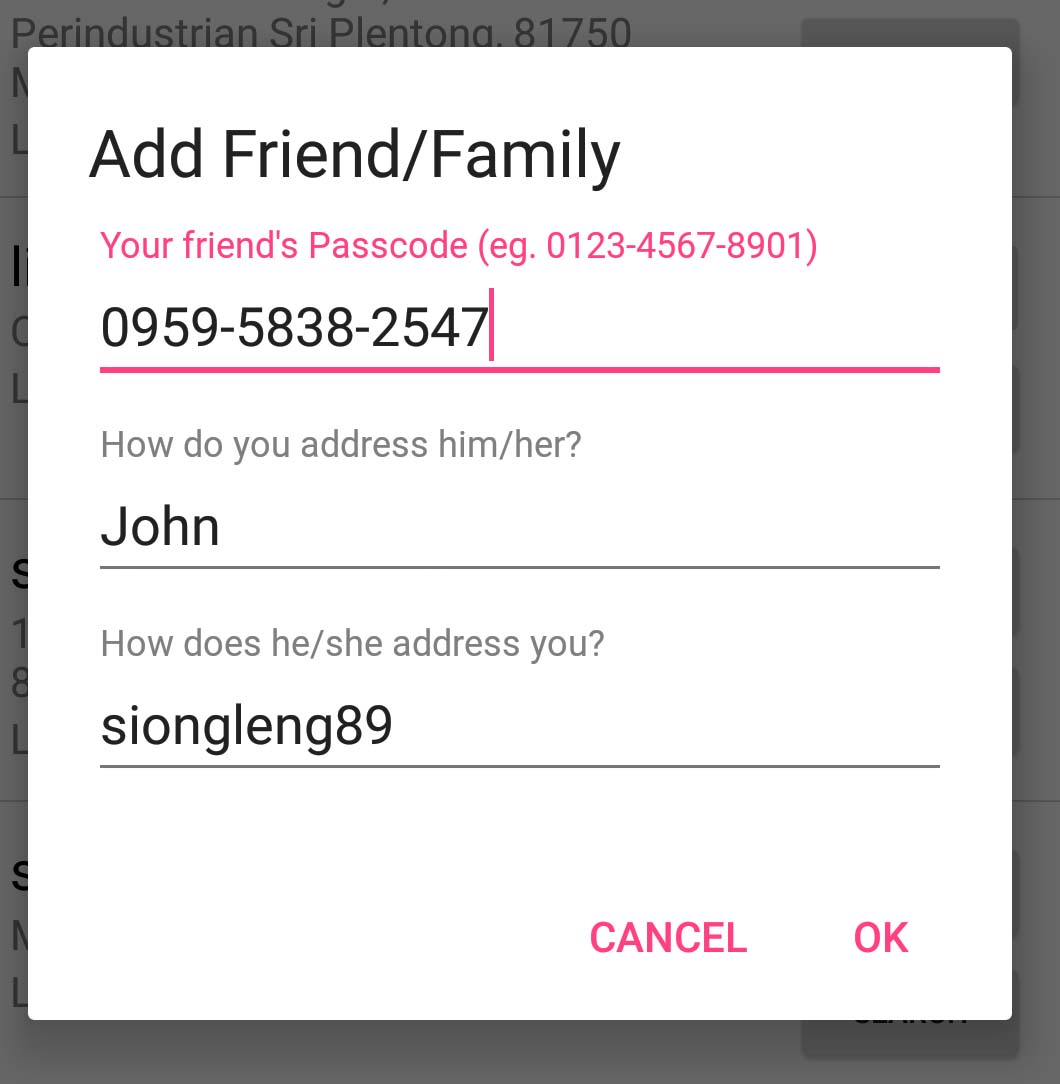 Perindustrian Sri Plentong, 81750
Add Friend/Family
Your friend's Passcode (eg. 0123-4567-8901)
0959-5838-2547
How do you address him/her?
John
How does he/she address you?
siongleng89
CANCEL
OK
SEARCH